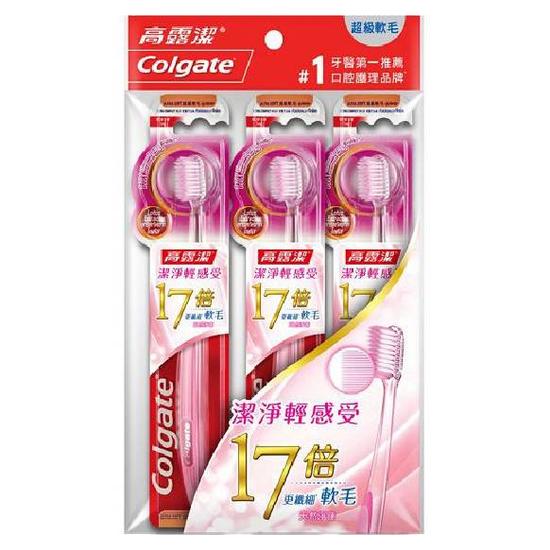 高露潔
Colgate
超級軟毛
#1 牙醫第一推薦
口腔護理品牌
高露潔
潔淨輕感受
17倍
更纖細 軟毛
Colgate
高露潔
潔淨輕感受
17倍
更纖細 軟毛
高露潔
潔淨輕感受
17倍
潔淨輕感受
17倍
更纖細 軟毛